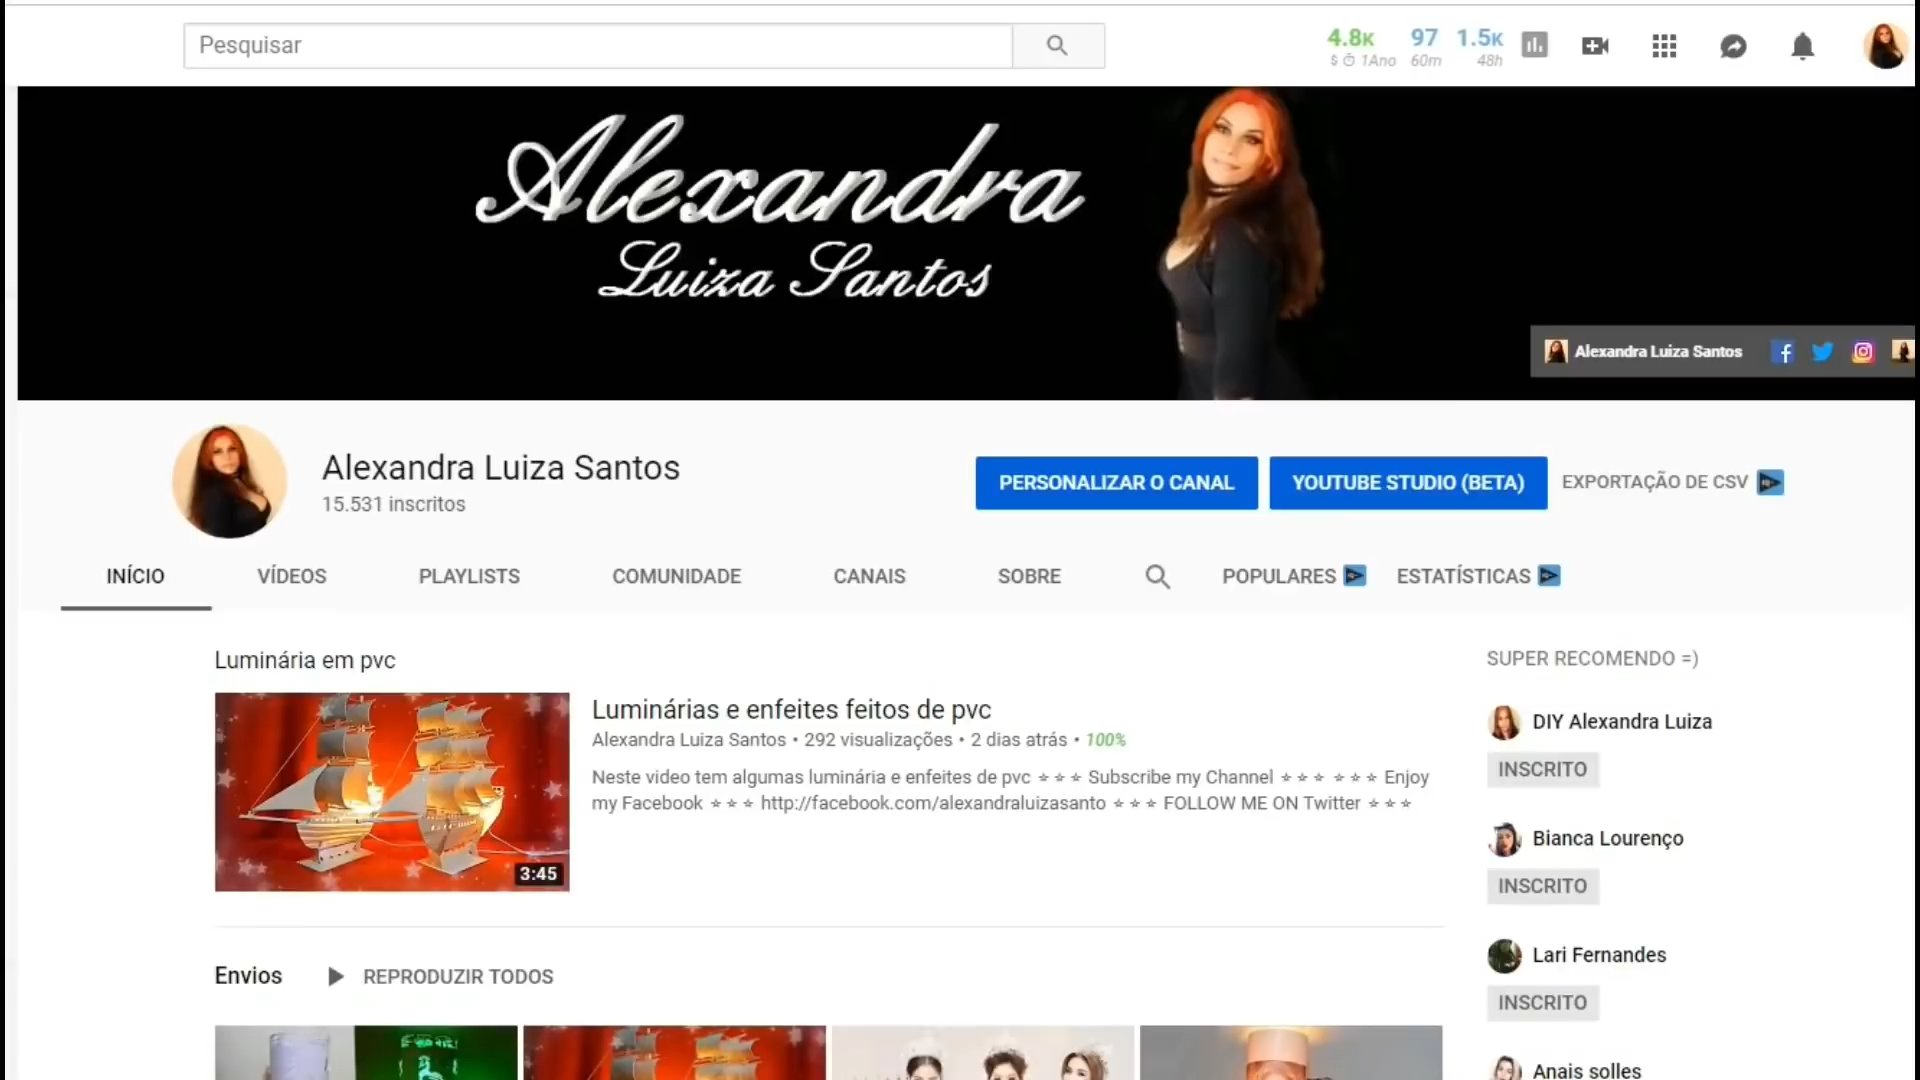 Pesquisar
4.8K 97 1.5K
$ 1Ano 60m 48h
Alexandra
Luiza Santos
Alexandra Luiza Santos
Alexandra Luiza Santos
15.531 inscritos
PERSONALIZAR O CANAL
YOUTUBE STUDIO (BETA)
EXPORTAÇÃO DE CSV
INÍCIO VÍDEOS PLAYLISTS COMUNIDADE CANAIS SOBRE POPULARES ESTATÍSTICAS
Luminária em pvc
3:45
Luminárias e enfeites feitos de pvc
Alexandra Luiza Santos • 292 visualizações • 2 dias atrás • 100%
Neste video tem algumas luminária e enfeites de pvc ⭐⭐⭐ Subscribe my Channel ⭐⭐⭐ ⭐⭐⭐ Enjoy
my Facebook ⭐⭐⭐ http://facebook.com/alexandraluizasanto ⭐⭐⭐ FOLLOW ME ON Twitter ⭐⭐⭐
Envios REPRODUZIR TODOS
SUPER RECOMENDO =)
DIY Alexandra Luiza
INSCRITO
Bianca Lourenço
INSCRITO
Lari Fernandes
INSCRITO
Anais solles